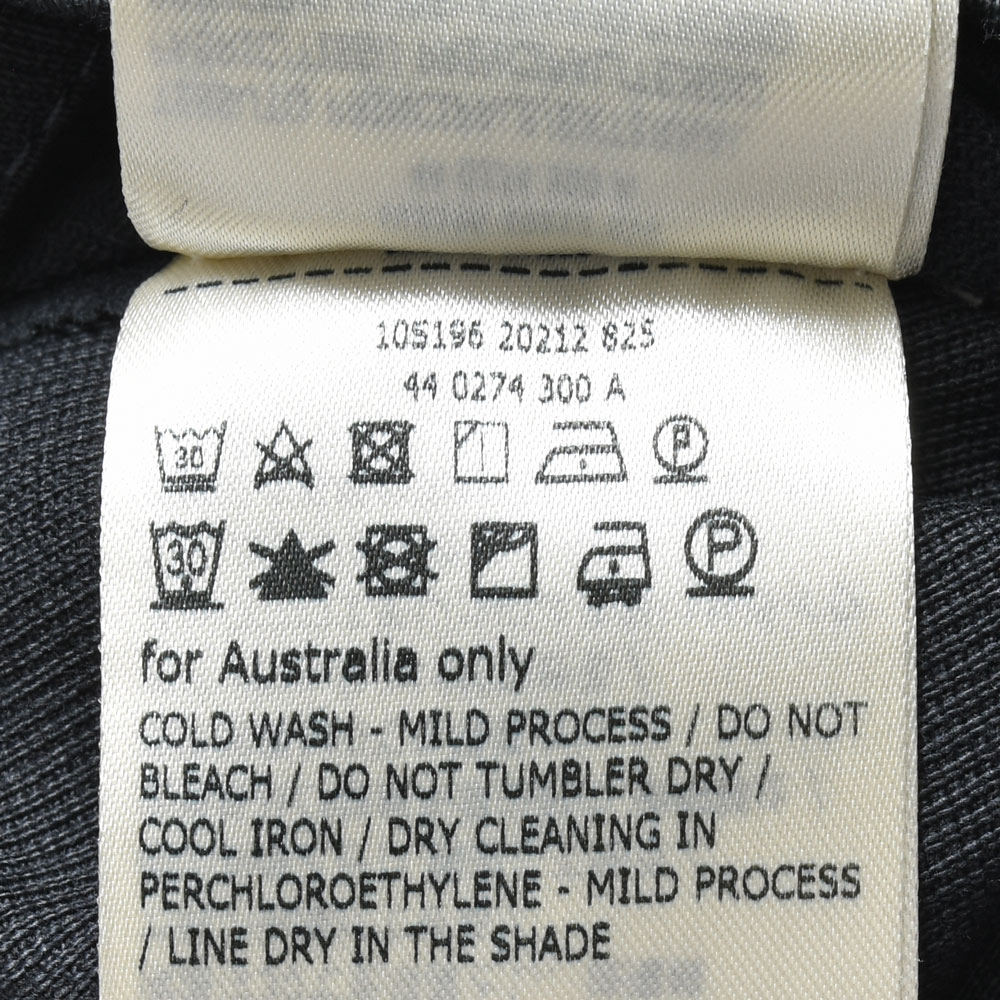 10S196 20212 825
44 0274 300 A
30 P
30 P
for Australia only
COLD WASH - MILD PROCESS / DO NOT
BLEACH / DO NOT TUMBLER DRY /
COOL IRON / DRY CLEANING IN
PERCHLOROETHYLENE - MILD PROCESS
/ LINE DRY IN THE SHADE